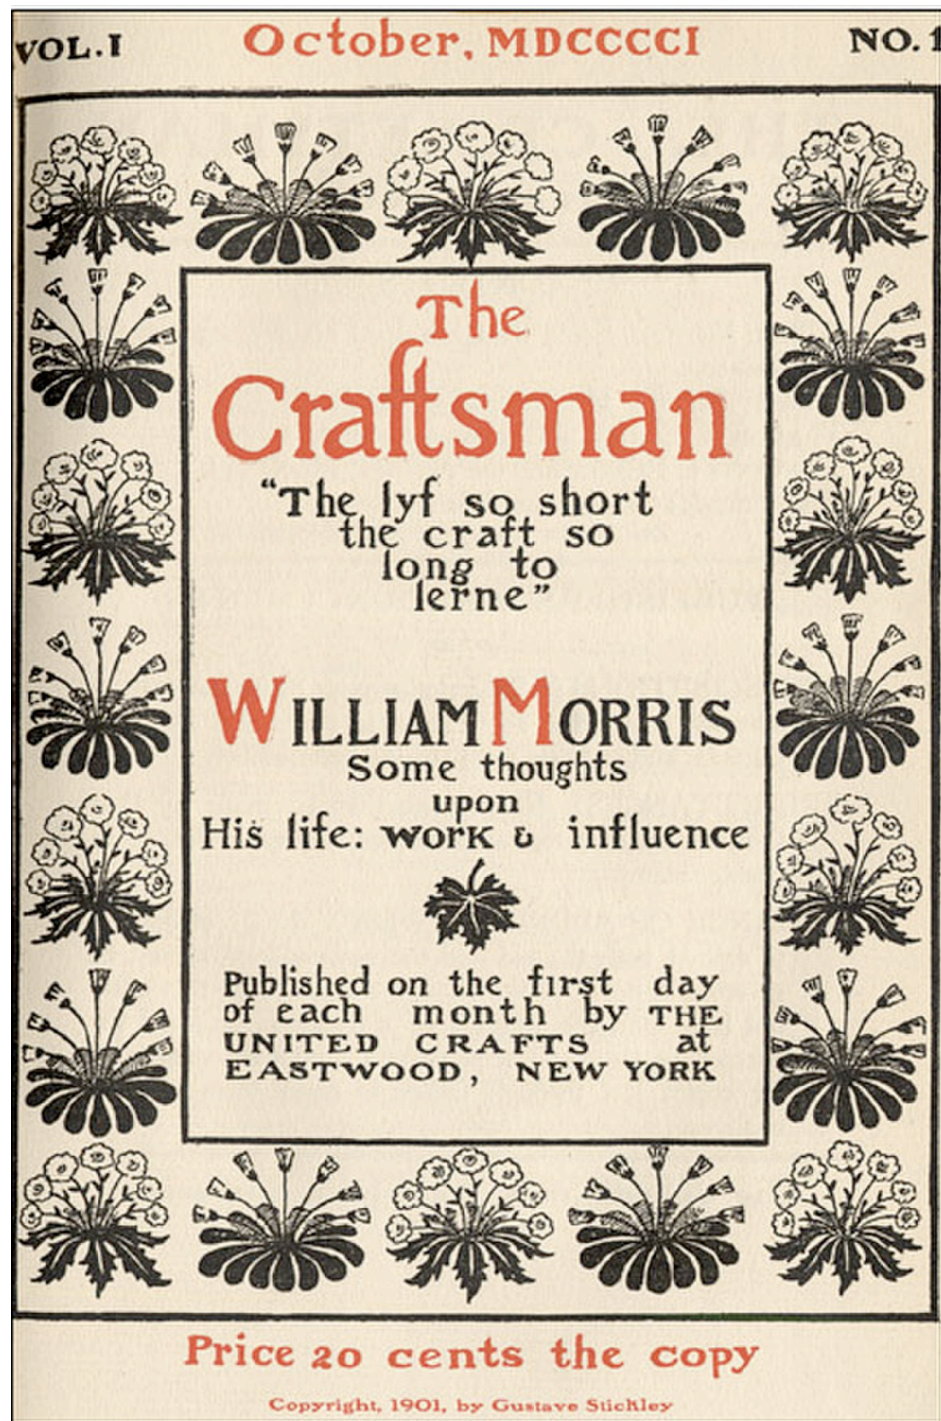 VOL. I October, MDCCCCI NO. 1
The
Craftsman
“The lyf so short
the craft so
long to
lerne”
WILLIAM MORRIS
Some thoughts
upon
His life: work & influence
Published on the first day
of each month by THE
UNITED CRAFTS at
EASTWOOD, NEW YORK
Price 20 cents the copy
Copyright, 1901, by Gustave Stickley